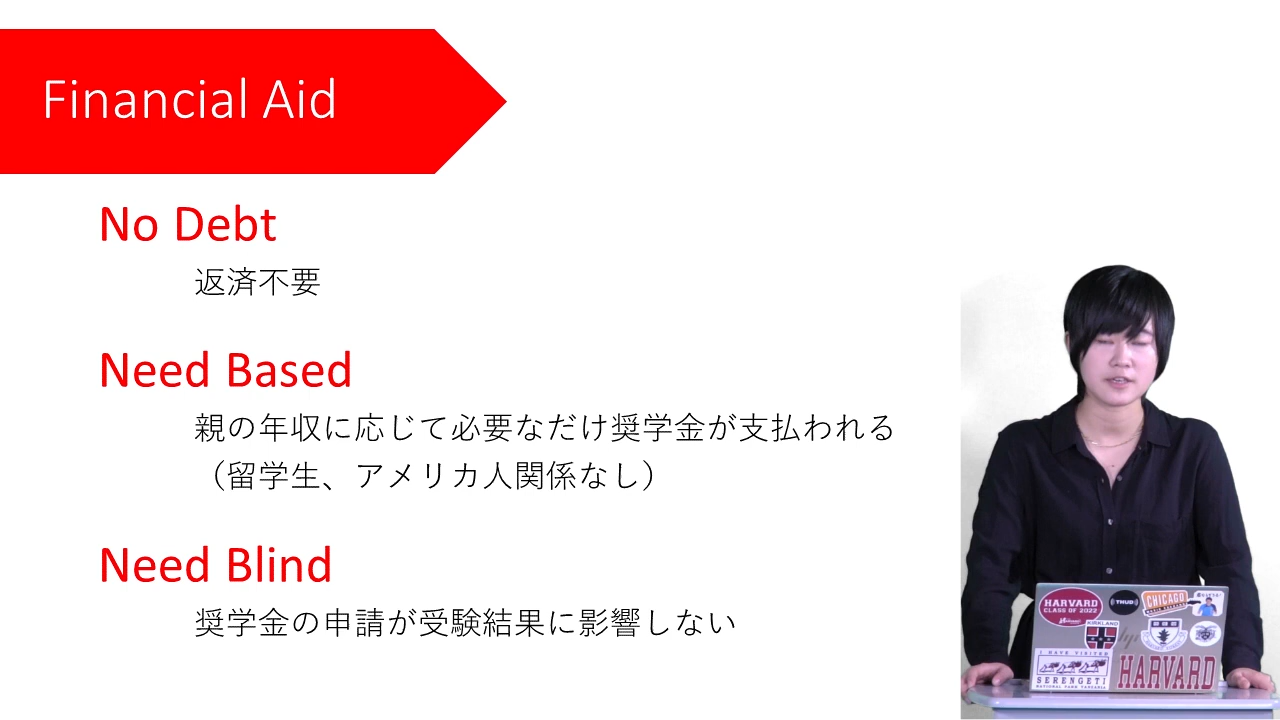 Financial Aid
No Debt
返済不要
Need Based
親の年収に応じて必要なだけ奨学金が支払われる
（留学生、アメリカ人関係なし）
Need Blind
奨学金の申請が受験結果に影響しない
HARVARD
CLASS OF 2022
THUD
CHICAGO
KIRKLAND
I HAVE VISITED
SERENGETI
NATIONAL PARK TANZANIA
HARVARD